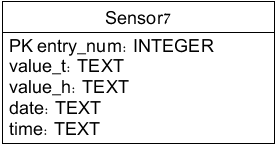 Sensor7
PK entry_num: INTEGER
value_t: TEXT
value_h: TEXT
date: TEXT
time: TEXT